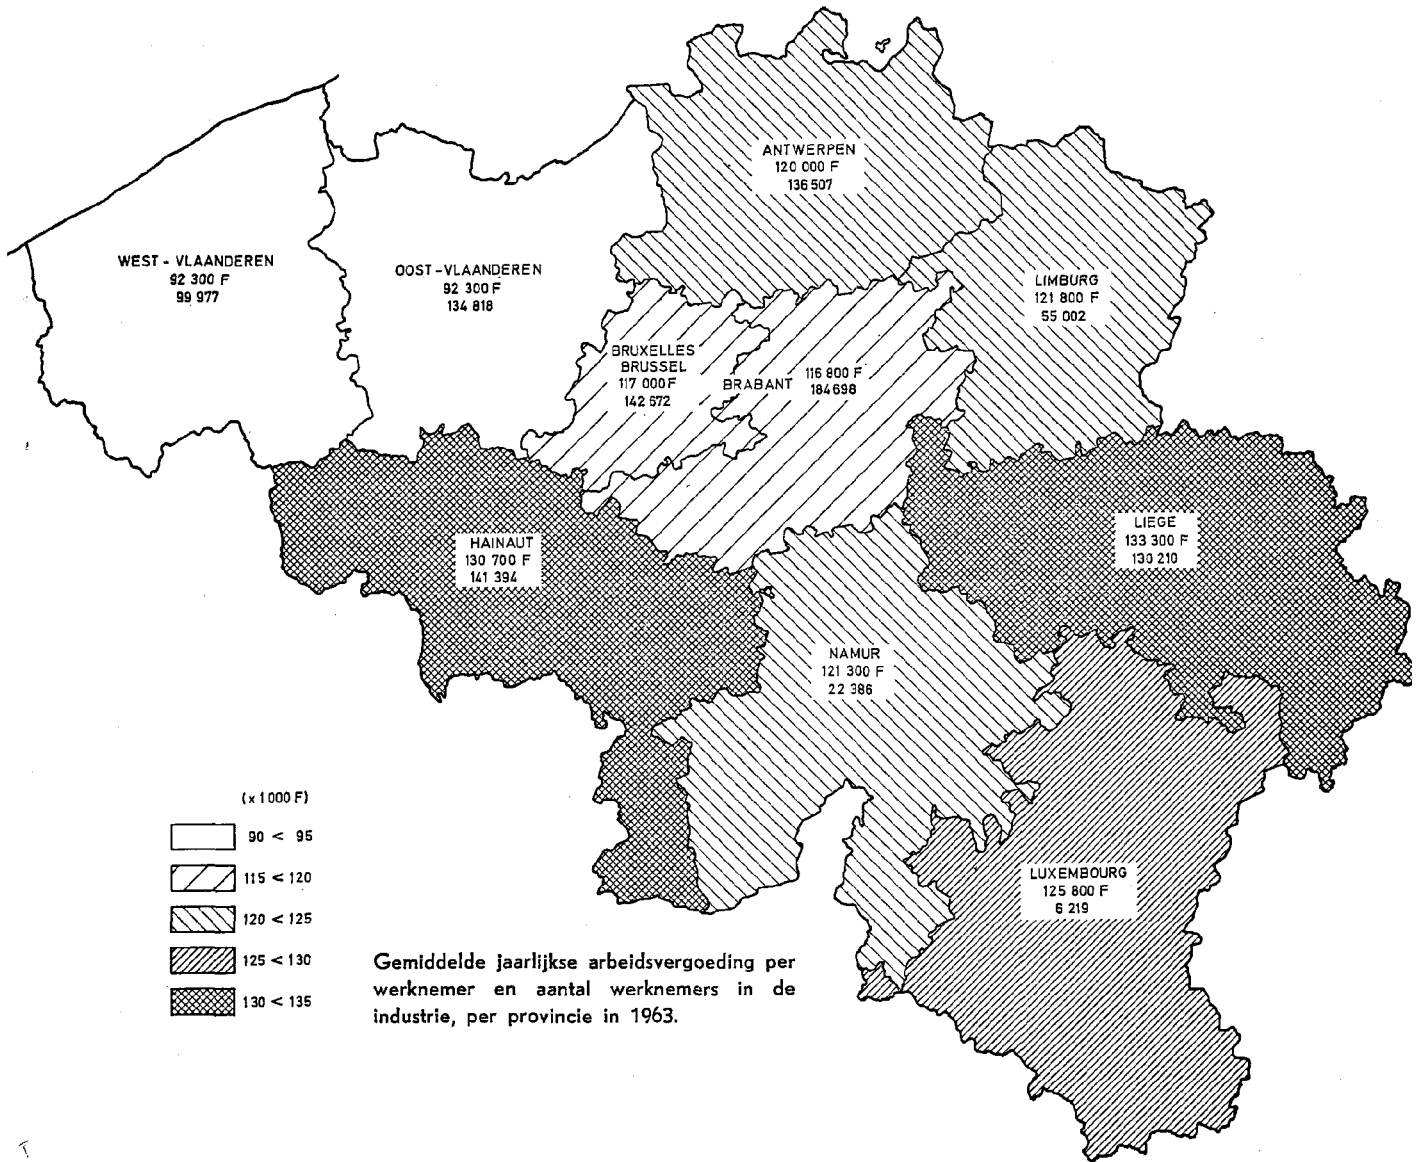 ANTWERPEN
120 000 F
136 507
WEST - VLAANDEREN
92 300 F
99 977
OOST - VLAANDEREN
92 300 F
134 818
LIMBURG
121 800 F
55 002
BRUXELLES
BRUSSEL
117 000 F
142 672
BRABANT
116 800 F
184 698
HAINAUT
130 700 F
141 394
LIEGE
133 300 F
130 210
NAMUR
121 300 F
22 386
LUXEMBOURG
125 800 F
6 219
(x 1000 F)
90 < 95
115 < 120
120 < 125
125 < 130
130 < 135
Gemiddelde jaarlijkse arbeidsvergoeding per
werknemer en aantal werknemers in de
industrie, per provincie in 1963.